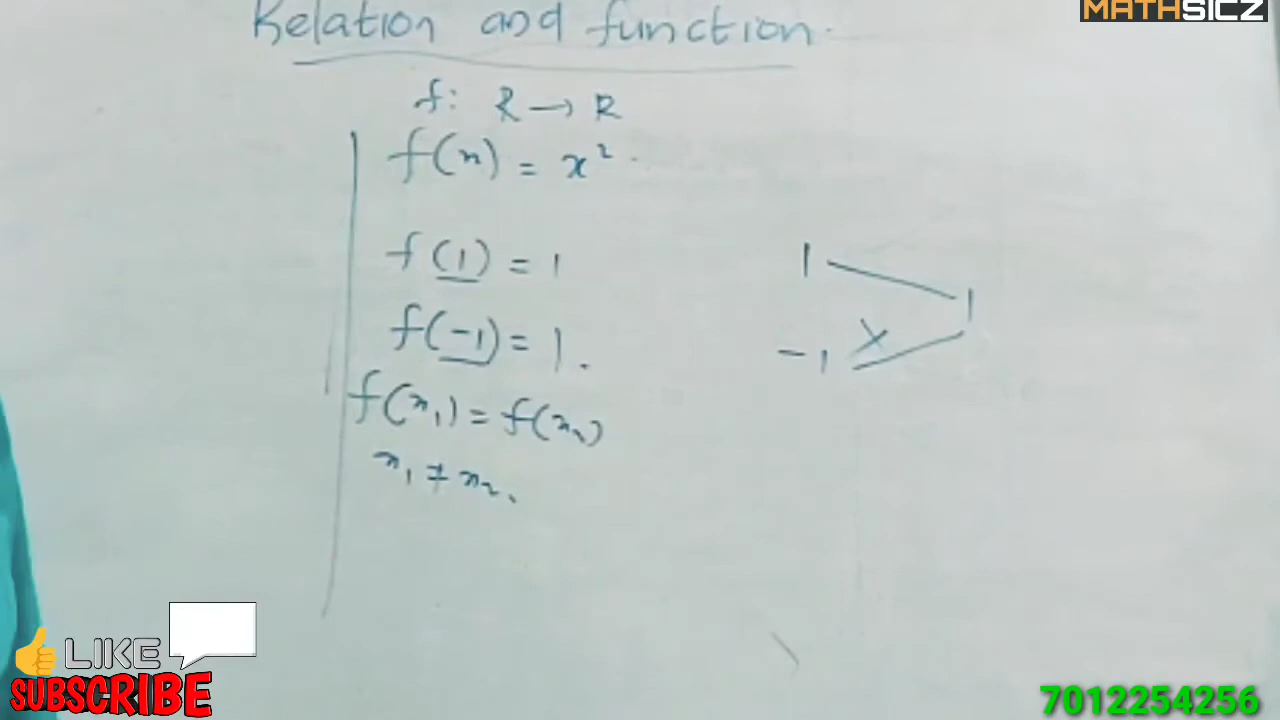 MATHSICZ
Relation and function.
f: R → R
f(x) = x².
f(1) = 1
f(-1) = 1.
f(x₁) = f(x₂)
x₁ ≠ x₂.
1
1
-1 ×
LIKE
SUBSCRIBE
7012254256